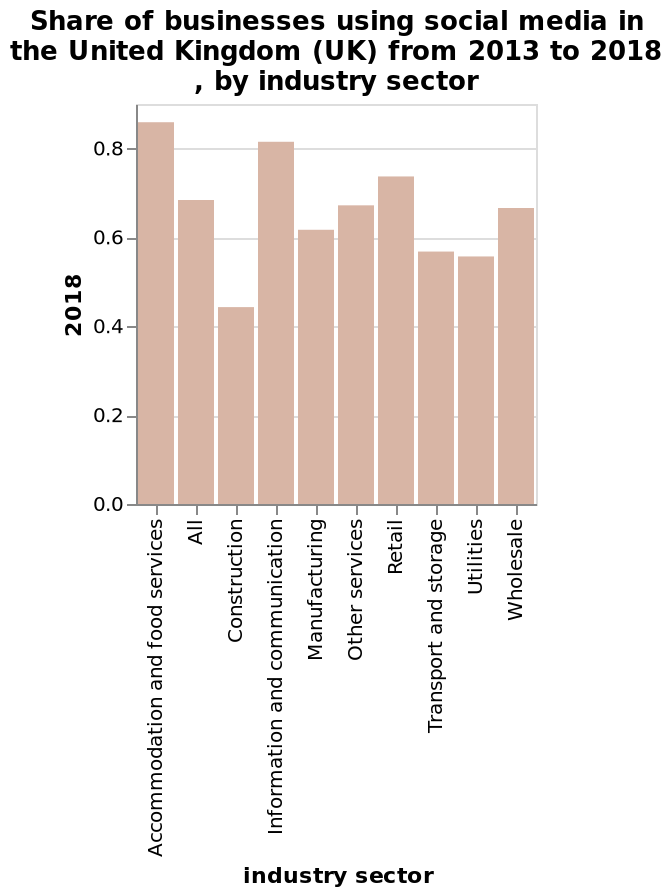 Share of businesses using social media in
the United Kingdom (UK) from 2013 to 2018
, by industry sector
2018
0.8
0.6
0.4
0.2
0.0
Accommodation and food services
All
Construction
Information and communication
Manufacturing
Other services
Retail
Transport and storage
Utilities
Wholesale
industry sector